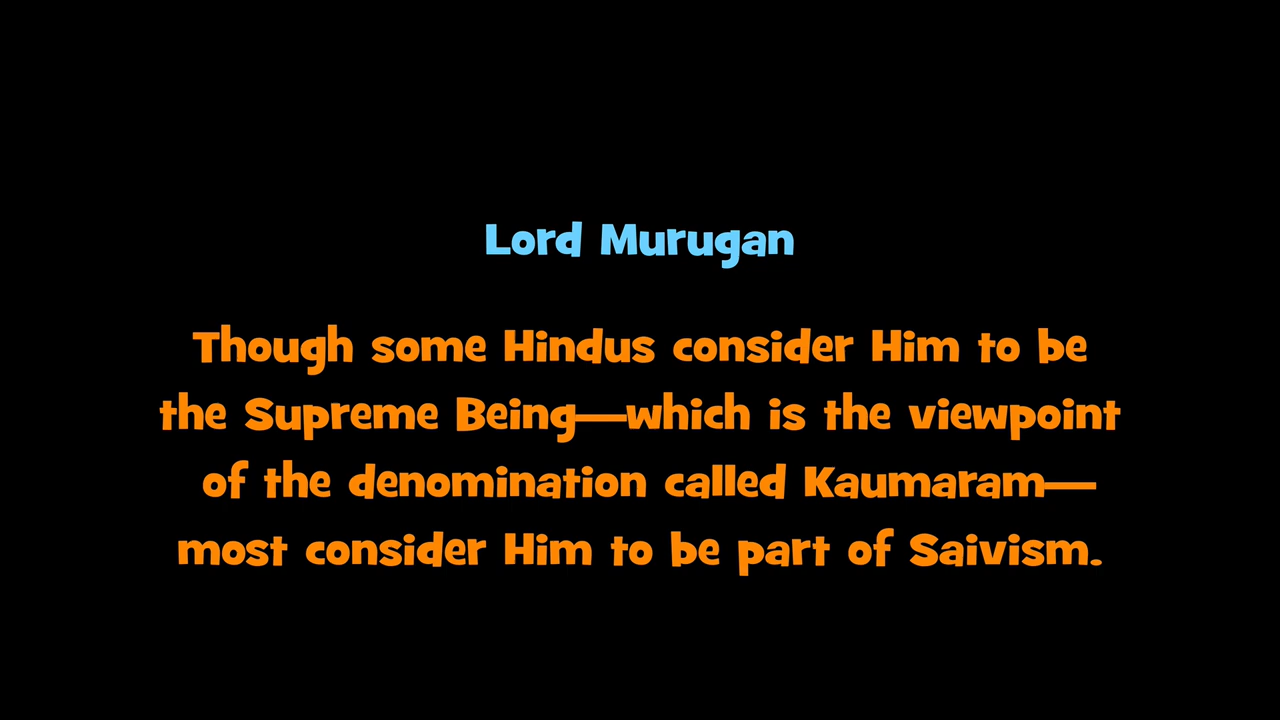 Lord Murugan
Though some Hindus consider Him to be
the Supreme Being—which is the viewpoint
of the denomination called Kaumaram—
most consider Him to be part of Saivism.